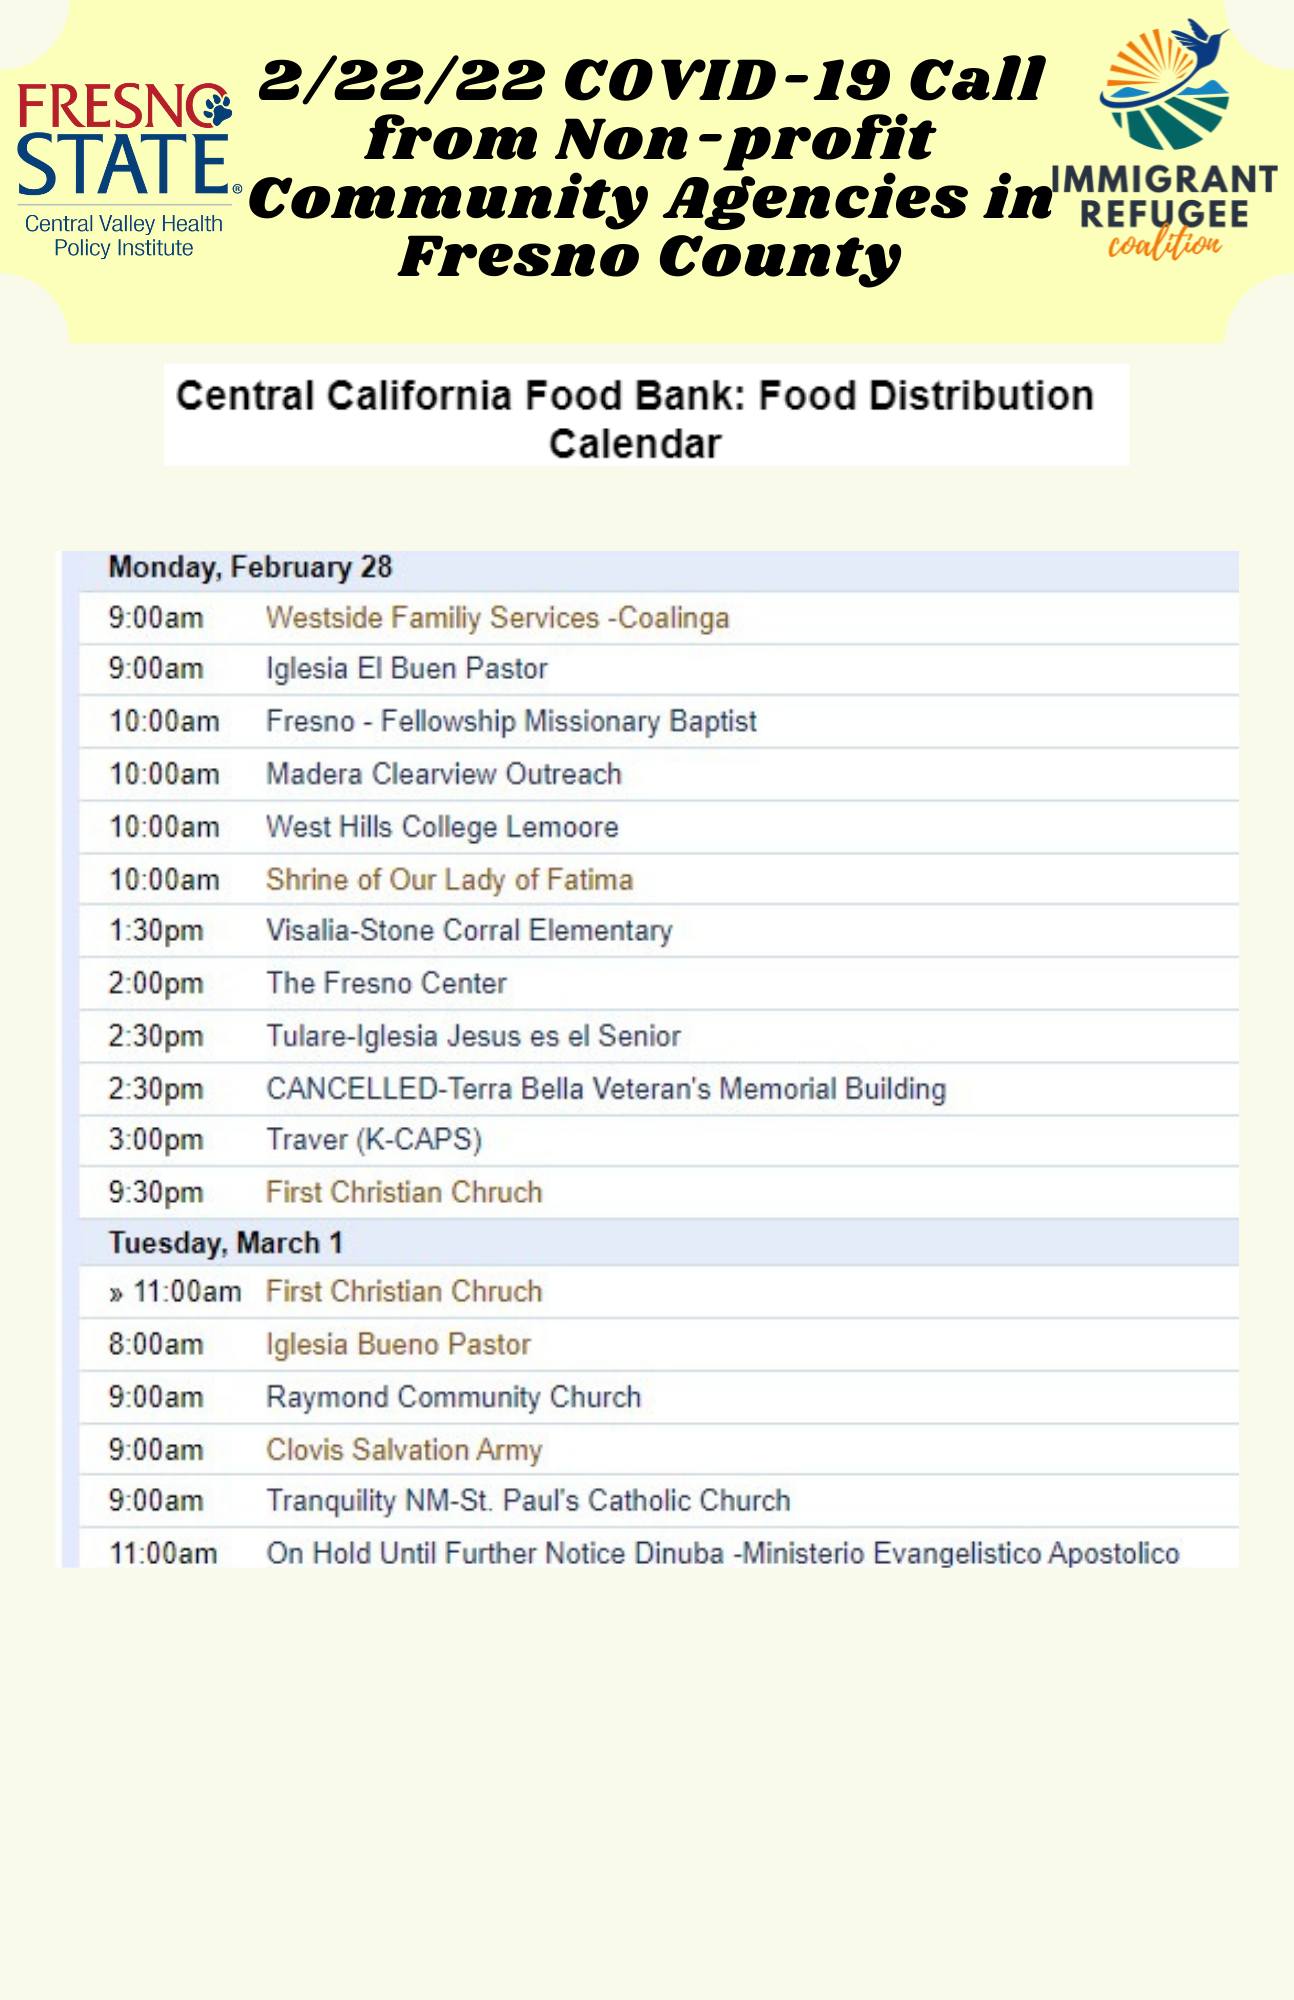 2/22/22 COVID-19 Call
from Non-profit
Community Agencies in
Fresno County
FRESNO
STATE®
Central Valley Health
Policy Institute
IMMIGRANT
REFUGEE
coalition
Central California Food Bank: Food Distribution
Calendar
Monday, February 28
9:00am Westside Familiy Services -Coalinga
9:00am Iglesia El Buen Pastor
10:00am Fresno - Fellowship Missionary Baptist
10:00am Madera Clearview Outreach
10:00am West Hills College Lemoore
10:00am Shrine of Our Lady of Fatima
1:30pm Visalia-Stone Corral Elementary
2:00pm The Fresno Center
2:30pm Tulare-Iglesia Jesus es el Senior
2:30pm CANCELLED-Terra Bella Veteran's Memorial Building
3:00pm Traver (K-CAPS)
9:30pm First Christian Chruch
Tuesday, March 1
» 11:00am First Christian Chruch
8:00am Iglesia Bueno Pastor
9:00am Raymond Community Church
9:00am Clovis Salvation Army
9:00am Tranquility NM-St. Paul's Catholic Church
11:00am On Hold Until Further Notice Dinuba -Ministerio Evangelistico Apostolico